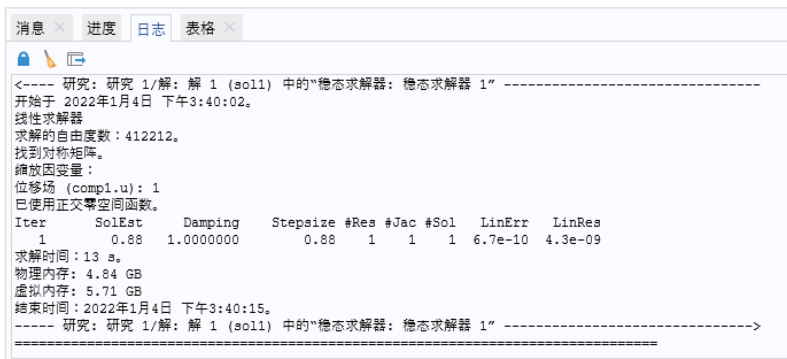 消息 进度 日志 表格
<---- 研究: 研究 1/解: 解 1 (sol1) 中的“稳态求解器: 稳态求解器 1” --------------------------------
开始于 2022年1月4日 下午3:40:02。
线性求解器
求解的自由度数：412212。
找到对称矩阵。
缩放因变量：
位移场 (comp1.u): 1
已使用正交零空间函数。
Iter SolEst Damping Stepsize #Res #Jac #Sol LinErr LinRes
1 0.88 1.0000000 0.88 1 1 1 6.7e-10 4.3e-09
求解时间：13 s。
物理内存: 4.84 GB
虚拟内存: 5.71 GB
结束时间：2022年1月4日 下午3:40:15。
----- 研究: 研究 1/解: 解 1 (sol1) 中的“稳态求解器: 稳态求解器 1” ------------------------------->
================================================================================